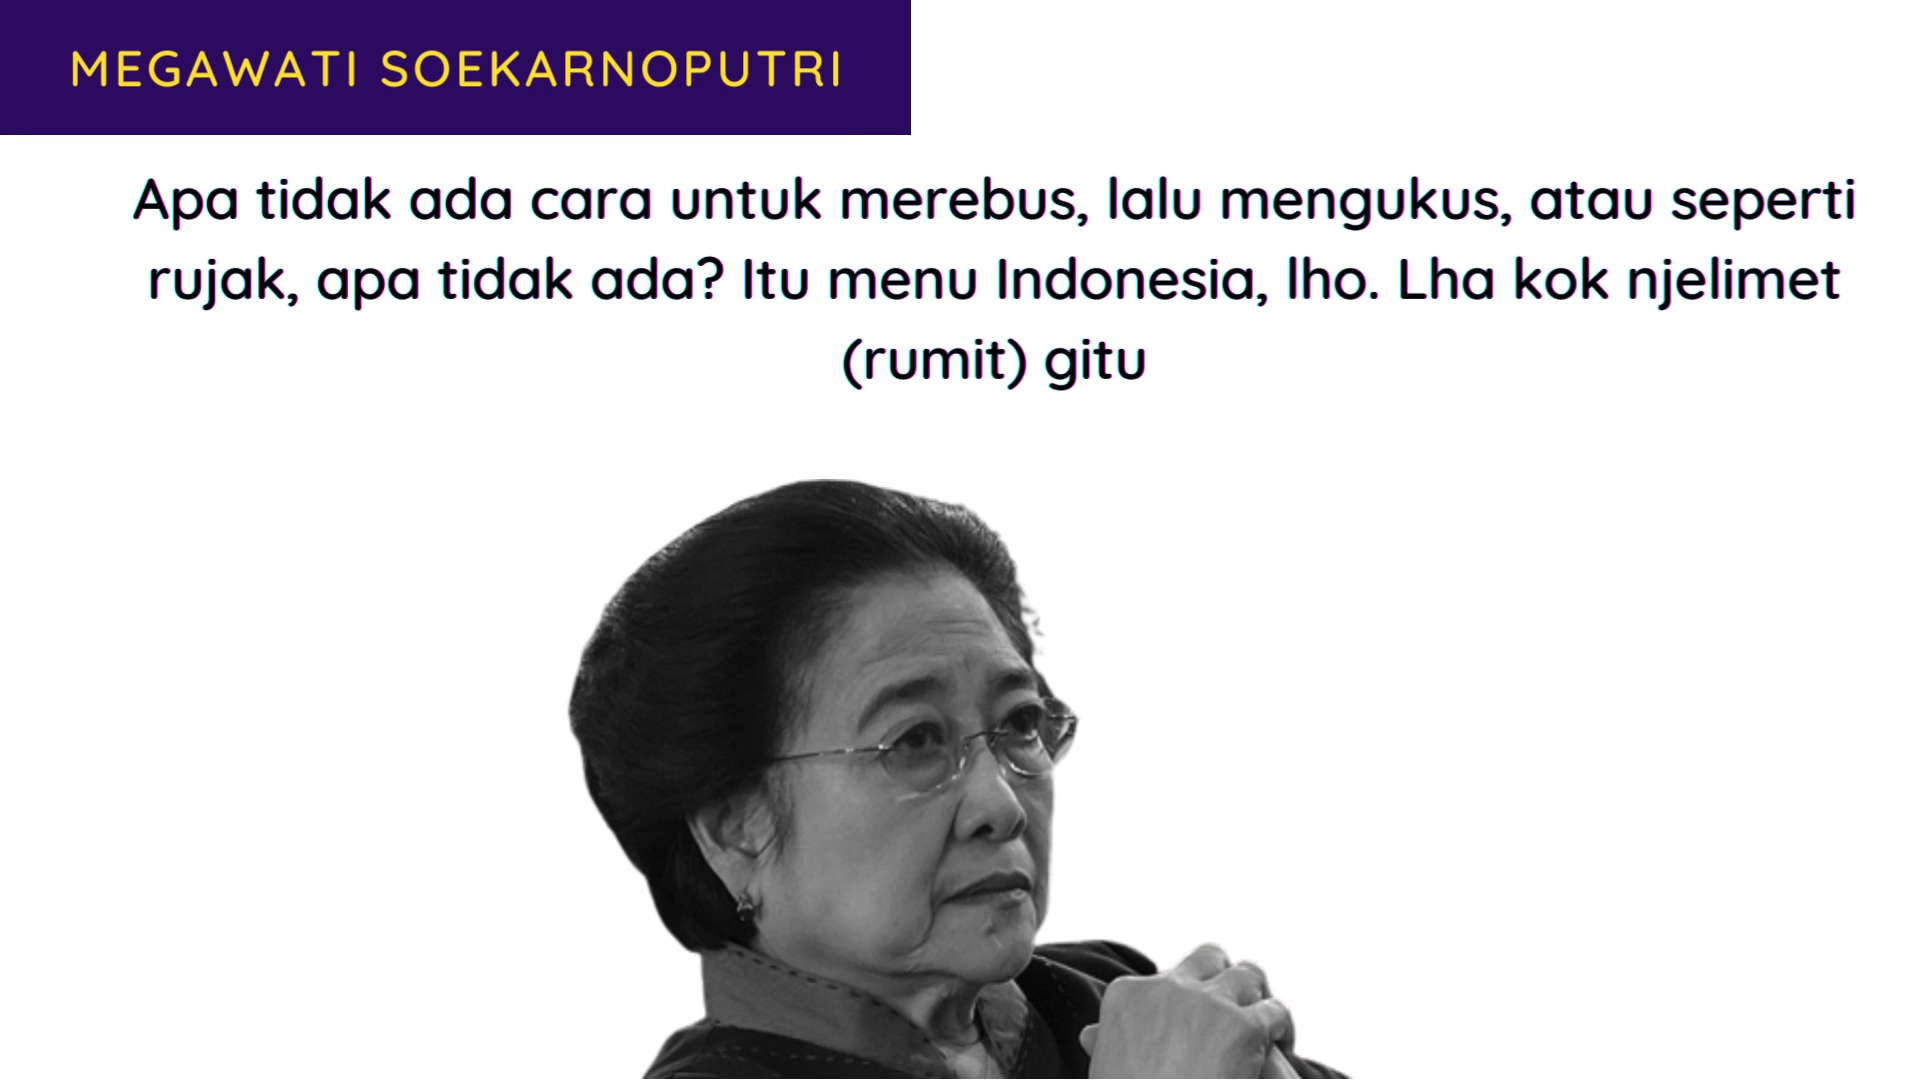 MEGAWATI SOEKARNOPUTRI
Apa tidak ada cara untuk merebus, lalu mengukus, atau seperti
rujak, apa tidak ada? Itu menu Indonesia, lho. Lha kok njelimet
(rumit) gitu